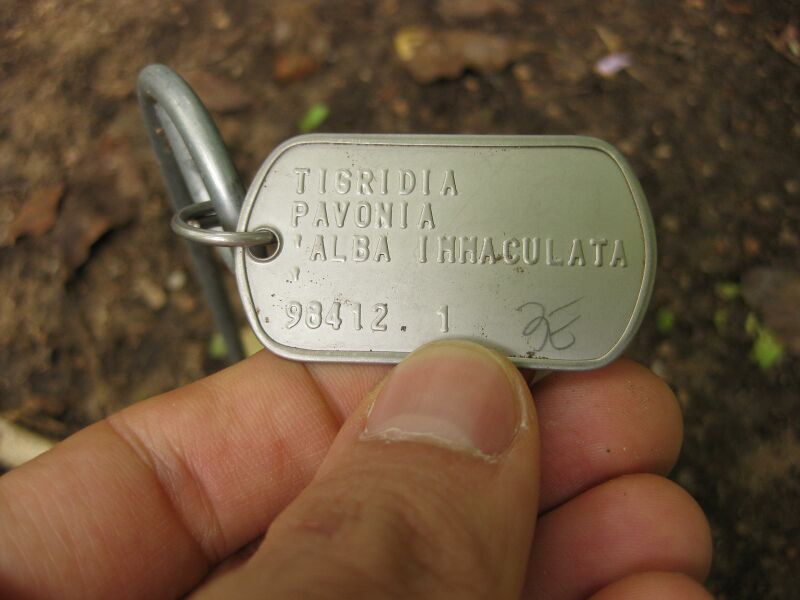 TIGRIDIA
PAVONIA
'ALBA IMMACULATA
'
98412. 1